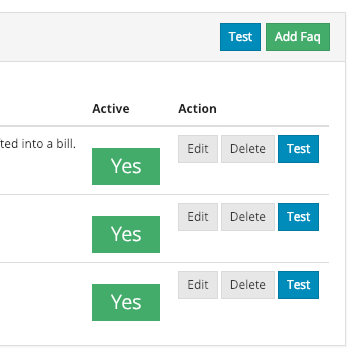 Test Add Faq
Active Action
ted into a bill. Edit Delete Test
Yes
Edit Delete Test
Yes
Edit Delete Test
Yes